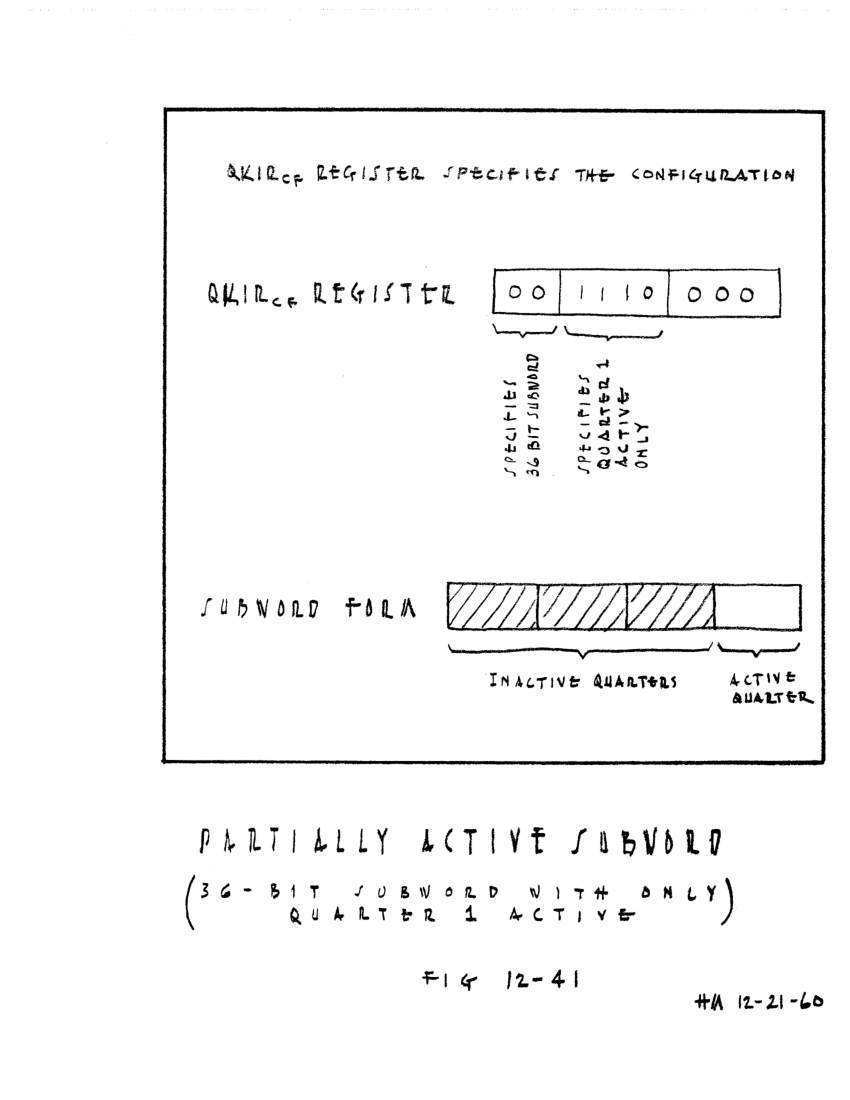 QKIRCF REGISTER SPECIFIES THE CONFIGURATION
QKIRCF REGISTER
00 1110 000
SPECIFIES
36 BIT SUBWORD
SPECIFIES
QUARTER 1
ACTIVE
ONLY
SUBWORD FORM
INACTIVE QUARTERS
ACTIVE
QUARTER
PARTIALLY ACTIVE SUBWORD
(36-BIT SUBWORD WITH ONLY
QUARTER 1 ACTIVE)
FIG 12-41
HM 12-21-60